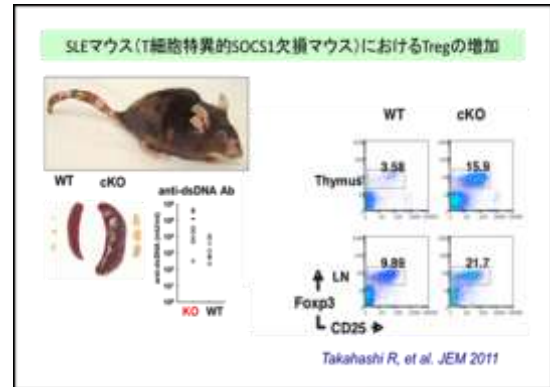 SLEマウス(T細胞特異的SOCS1欠損マウス)におけるTregの増加
WT cKO
WT cKO
anti-dsDNA Ab
KO WT
Thymus
3.58 15.9
LN
9.89 21.7
Foxp3
CD25
Takahashi R, et al. JEM 2011